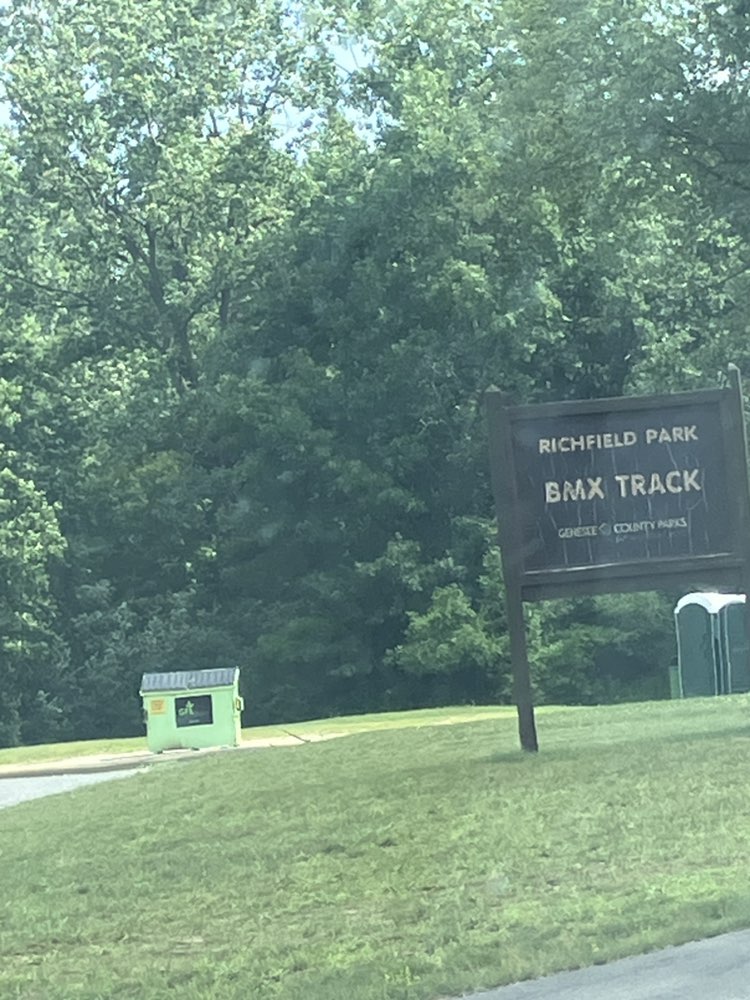 RICHFIELD PARK
BMX TRACK
GENESEE COUNTY PARKS